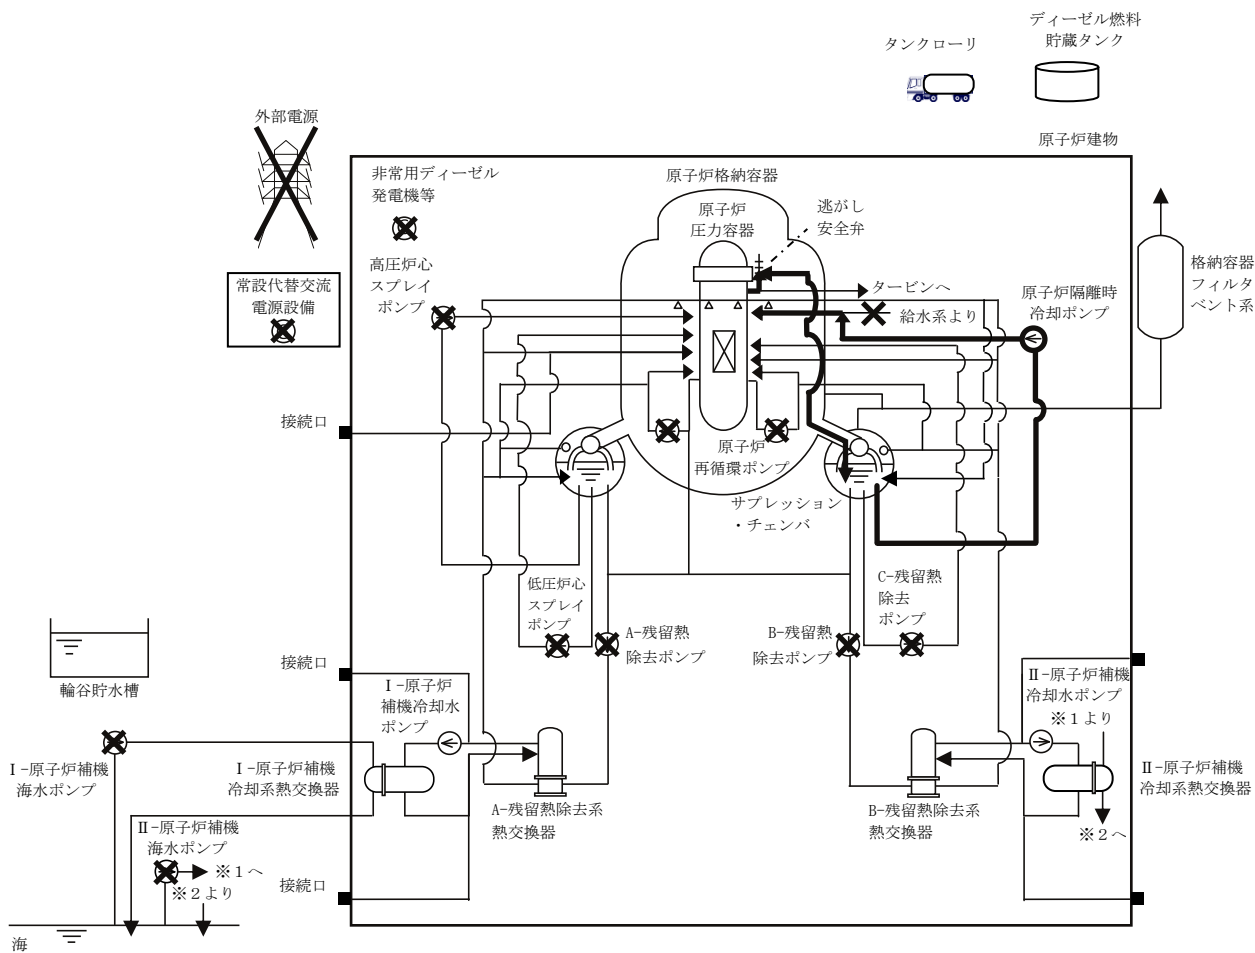 タンクローリ
ディーゼル燃料
貯蔵タンク
外部電源
原子炉建物
非常用ディーゼル
発電機等
原子炉格納容器
原子炉
圧力容器
逃がし
安全弁
高圧炉心
スプレイ
ポンプ
常設代替交流
電源設備
タービンへ
給水系より
原子炉隔離時
冷却ポンプ
格納容器
フィルタ
ベント系
接続口
原子炉
再循環ポンプ
サプレッション
・チェンバ
低圧炉心
スプレイ
ポンプ
A-残留熱
除去ポンプ
B-残留熱
除去ポンプ
C-残留熱
除去
ポンプ
接続口
輪谷貯水槽
Ⅰ-原子炉
補機冷却水
ポンプ
Ⅱ-原子炉補機
冷却水ポンプ
※1より
Ⅰ-原子炉補機
海水ポンプ
Ⅰ-原子炉補機
冷却系熱交換器
A-残留熱除去系
熱交換器
B-残留熱除去系
熱交換器
Ⅱ-原子炉補機
冷却系熱交換器
※2へ
Ⅱ-原子炉補機
海水ポンプ
※1へ
※2より
接続口
海